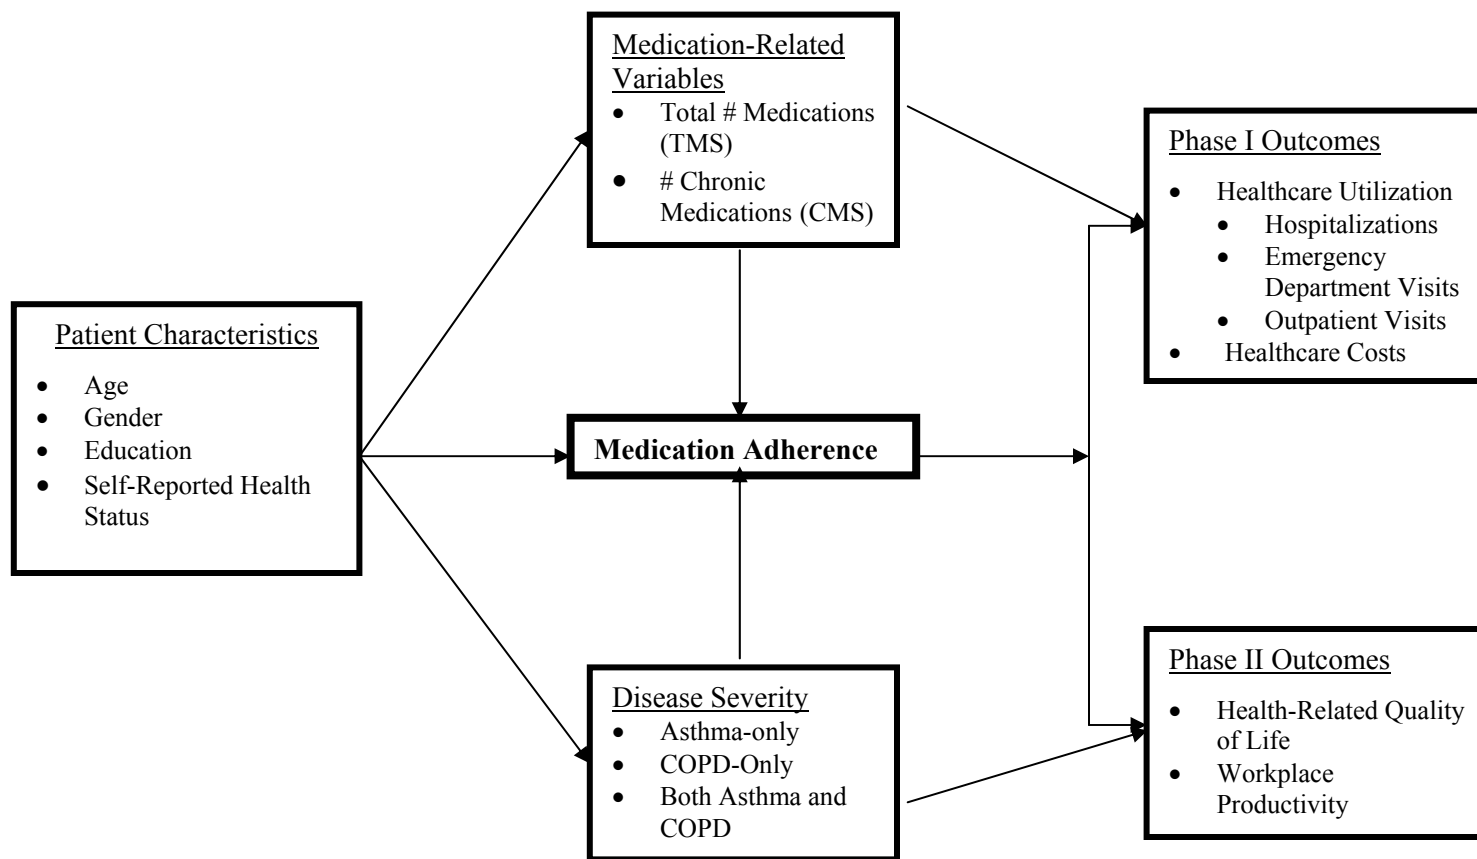 Medication-Related
Variables
• Total # Medications
(TMS)
• # Chronic
Medications (CMS)
Phase I Outcomes
• Healthcare Utilization
• Hospitalizations
• Emergency
Department Visits
• Outpatient Visits
• Healthcare Costs
Patient Characteristics
• Age
• Gender
• Education
• Self-Reported Health
Status
Medication Adherence
Disease Severity
• Asthma-only
• COPD-Only
• Both Asthma and
COPD
Phase II Outcomes
• Health-Related Quality
of Life
• Workplace
Productivity